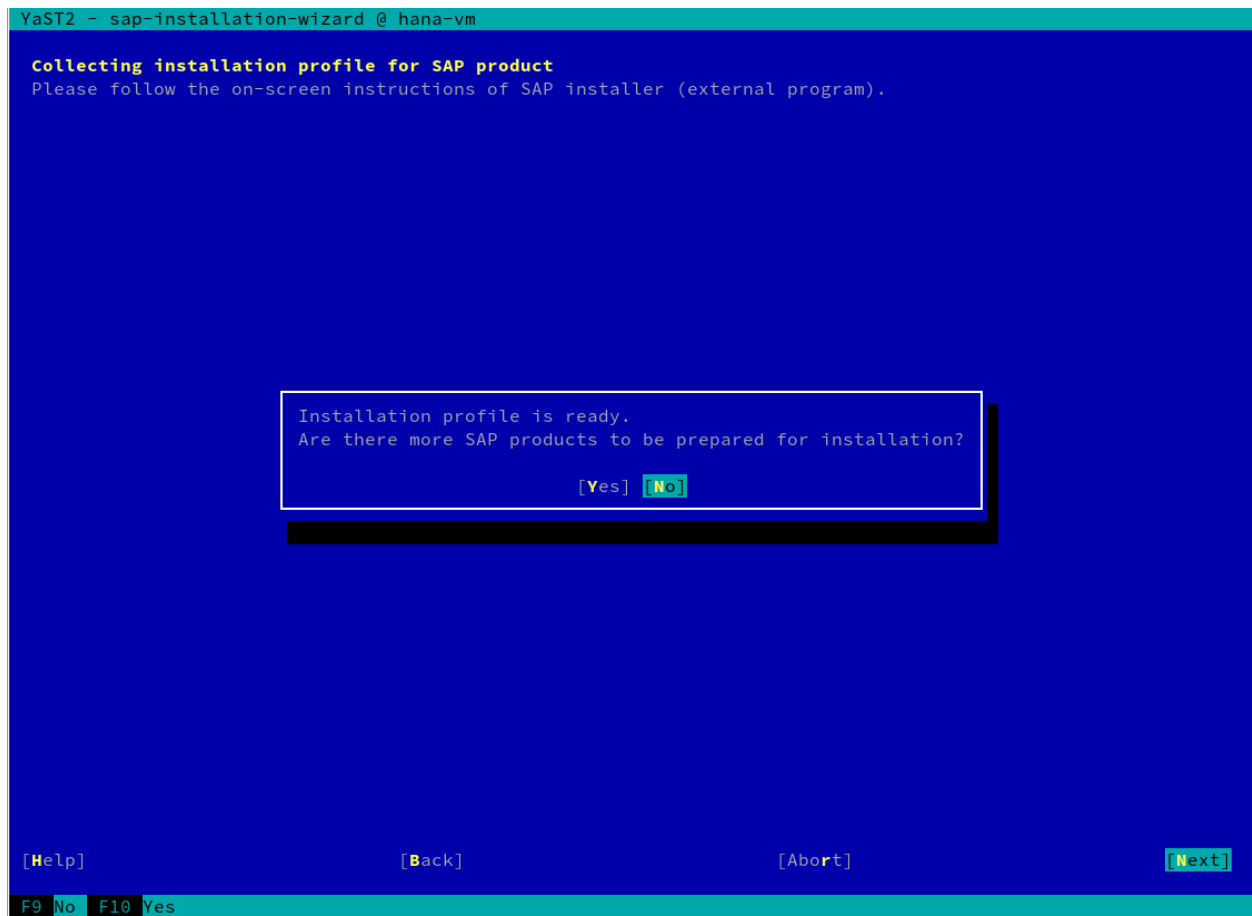 YaST2 - sap-installation-wizard @ hana-vm
Collecting installation profile for SAP product
Please follow the on-screen instructions of SAP installer (external program).
Installation profile is ready.
Are there more SAP products to be prepared for installation?
[Yes] [No]
[Help] [Back] [Abort] [Next]
F9 No F10 Yes